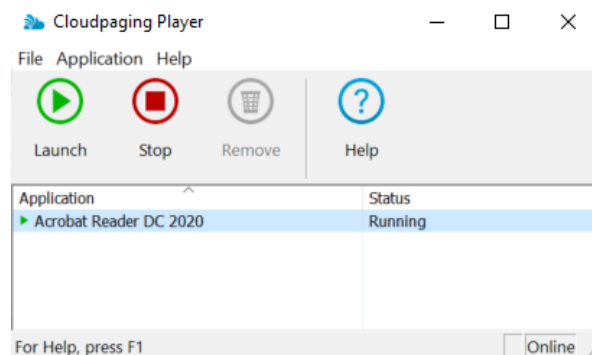 Cloudpaging Player
File Application Help
Launch Stop Remove Help
Application Status
Acrobat Reader DC 2020 Running
For Help, press F1 Online